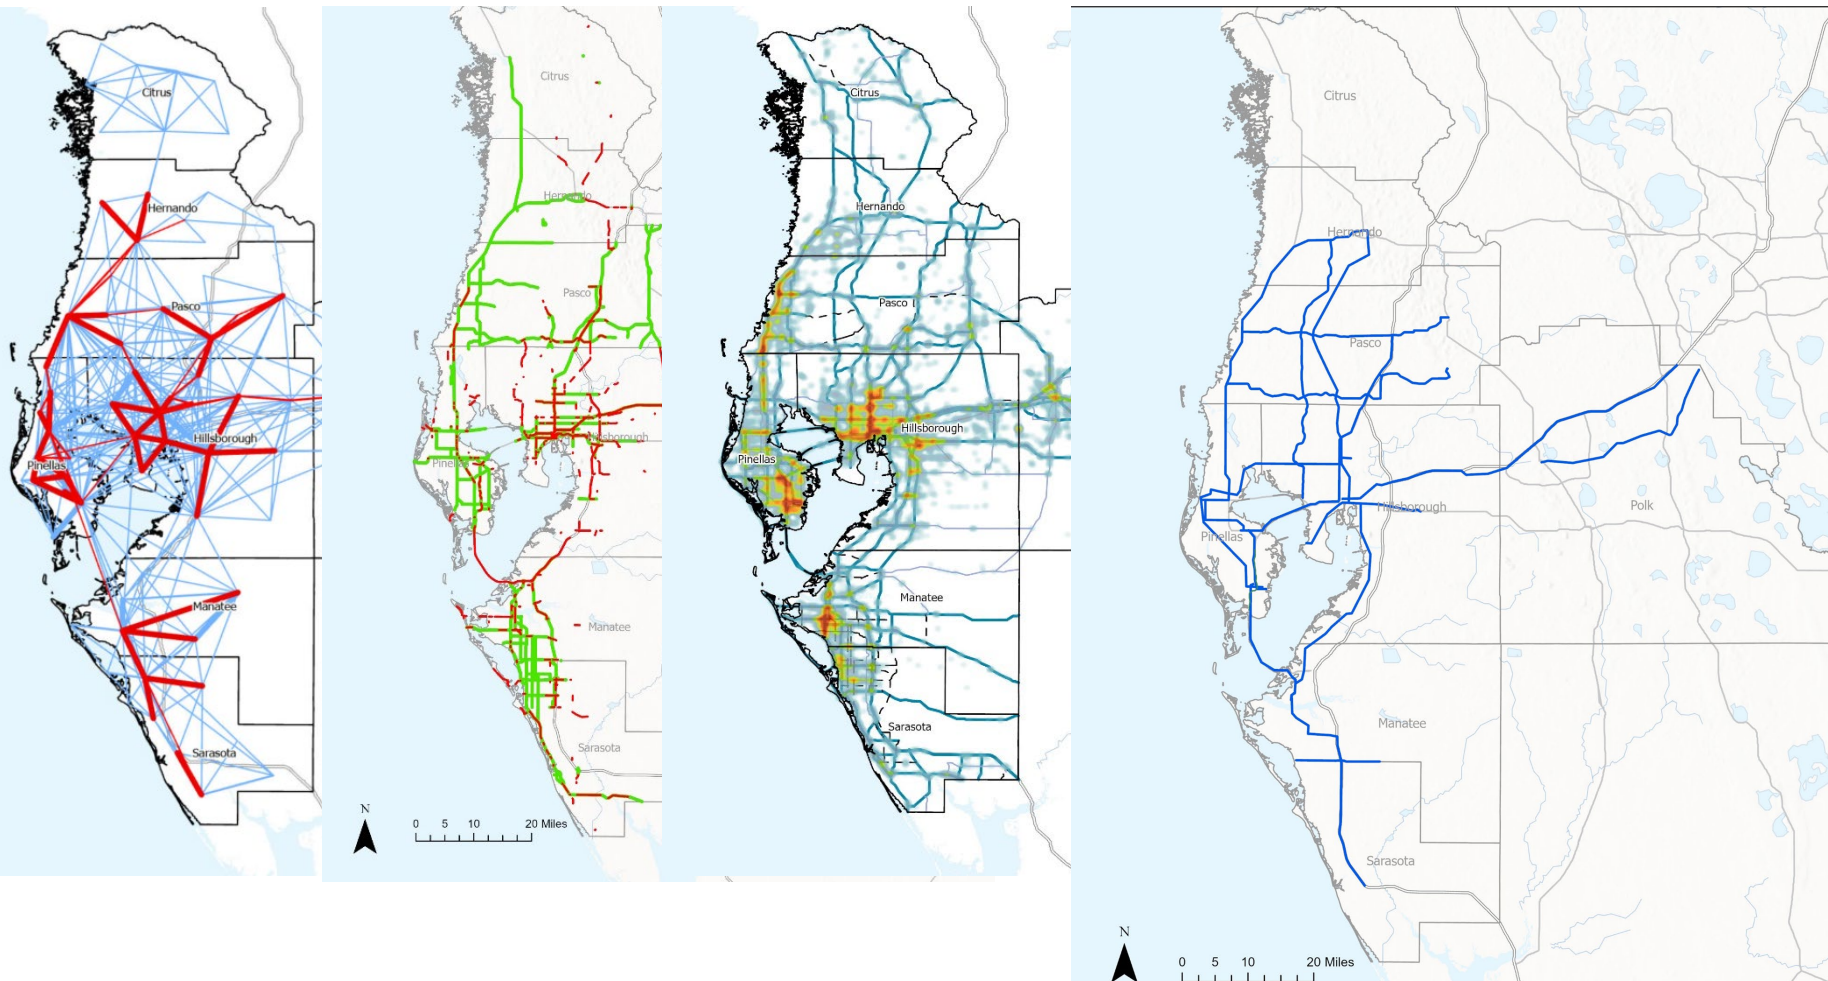 Citrus
Hernando
Pasco
Hillsborough
Pinellas
Manatee
Sarasota
Citrus
Hernando
Pasco
Hillsborough
Manatee
Sarasota
N
0 5 10 20 Miles
Citrus
Hernando
Pasco
Hillsborough
Pinellas
Manatee
Sarasota
Citrus
Hernando
Pasco
Polk
Hillsborough
Pinellas
Manatee
Sarasota
N
0 5 10 20 Miles